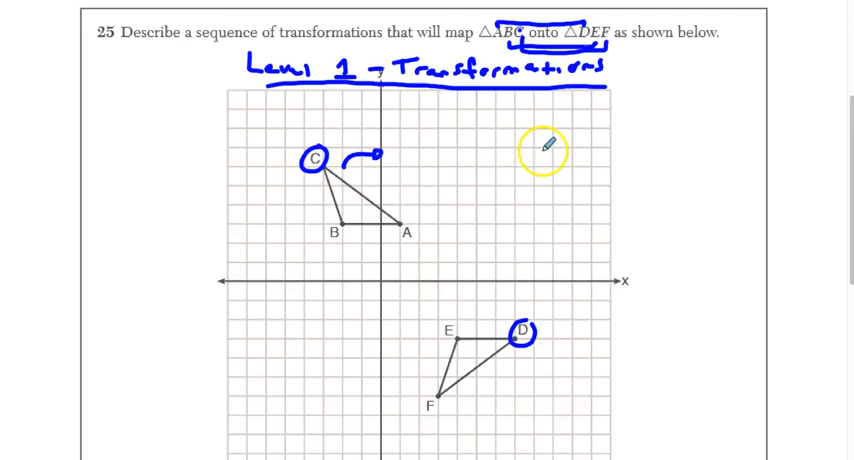 25 Describe a sequence of transformations that will map △ABC onto △DEF as shown below.
Level 1 - Transformations
y
C
B
A
x
E
D
F